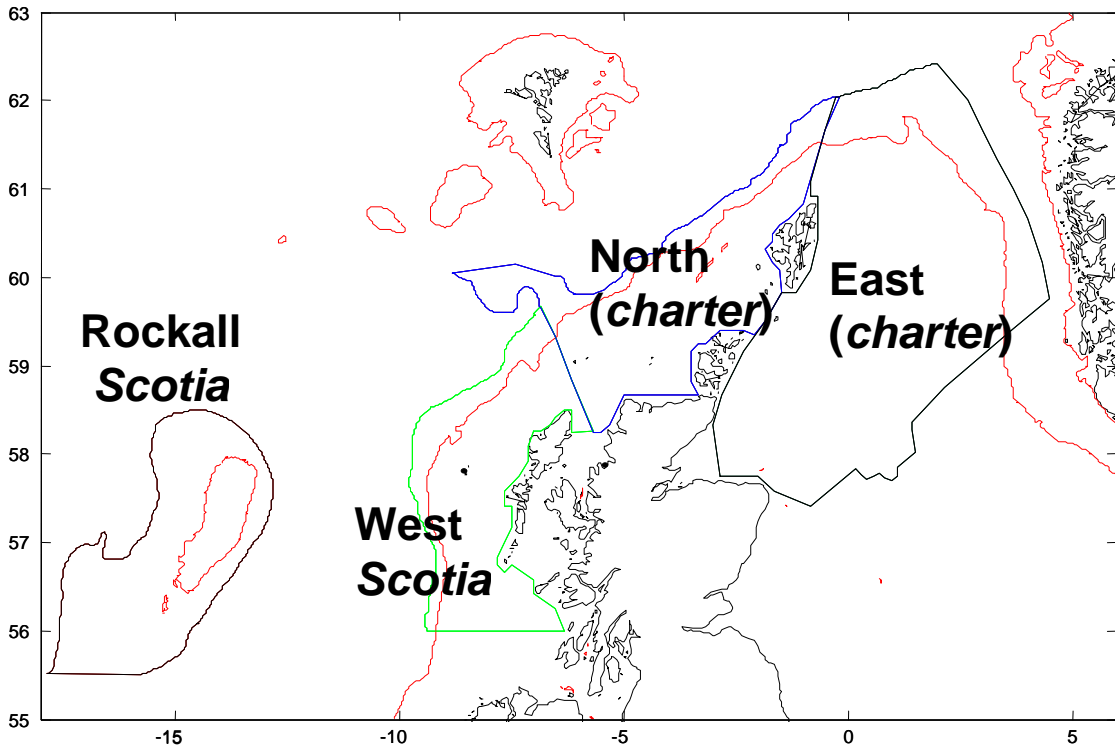 63
62
61
60
59
58
57
56
55
North
(charter)
East
(charter)
Rockall
Scotia
West
Scotia
-15
-10
-5
0
5